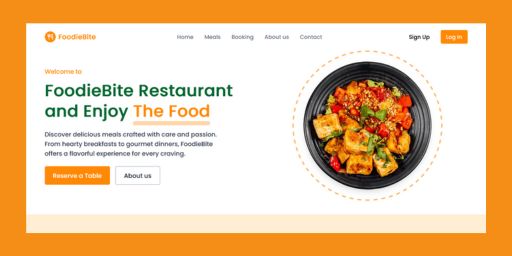 FoodieBite
Home Meals Booking About us Contact
Sign Up Log In
Welcome to
FoodieBite Restaurant
and Enjoy The Food
Discover delicious meals crafted with care and passion.
From hearty breakfasts to gourmet dinners, FoodieBite
offers a flavorful experience for every craving.
Reserve a Table About us